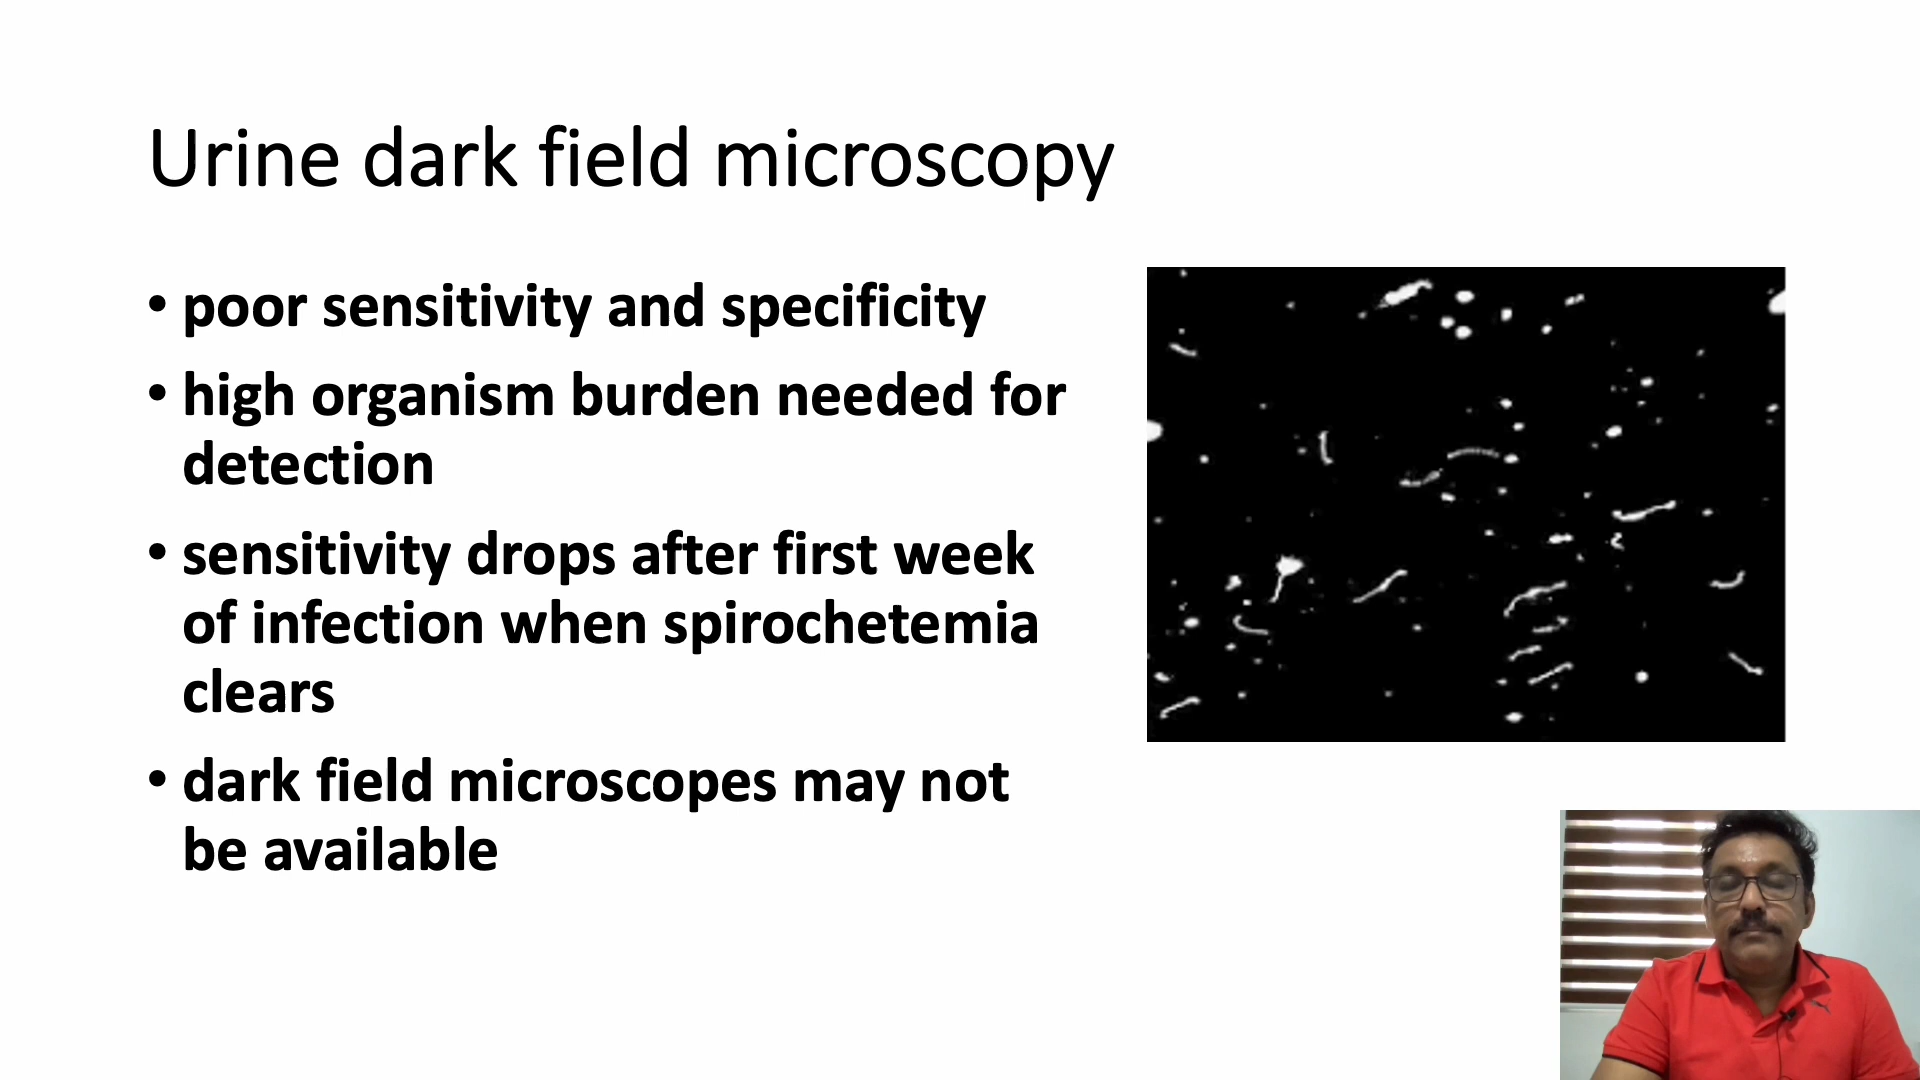 Urine dark field microscopy
• poor sensitivity and specificity
• high organism burden needed for
detection
• sensitivity drops after first week
of infection when spirochetemia
clears
• dark field microscopes may not
be available